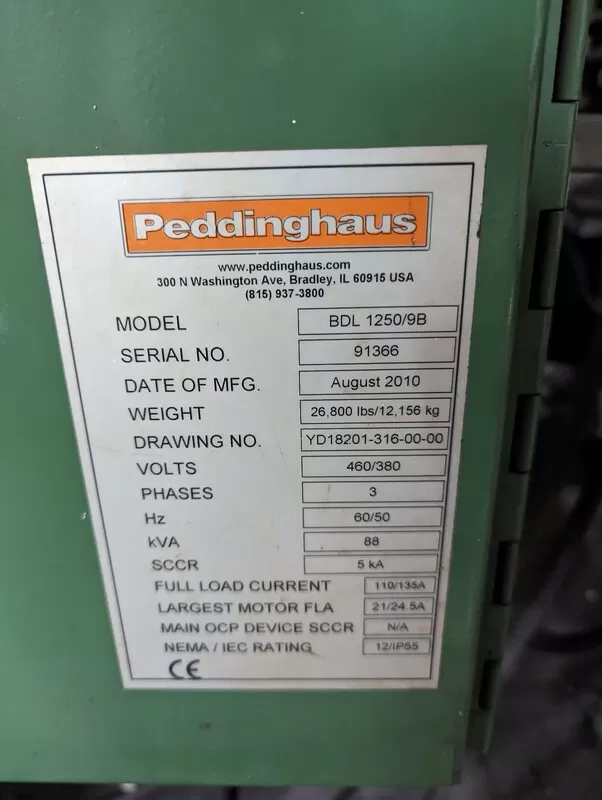 Peddinghaus
www.peddinghaus.com
300 N Washington Ave, Bradley, IL 60915 USA
(815) 937-3800
MODEL BDL 1250/9B
SERIAL NO. 91366
DATE OF MFG. August 2010
WEIGHT 26,800 lbs/12,156 kg
DRAWING NO. YD18201-316-00-00
VOLTS 460/380
PHASES 3
Hz 60/50
kVA 88
SCCR 5 kA
FULL LOAD CURRENT 110/135A
LARGEST MOTOR FLA 21/24.5A
MAIN OCP DEVICE SCCR N/A
NEMA / IEC RATING 12/IP55
CE